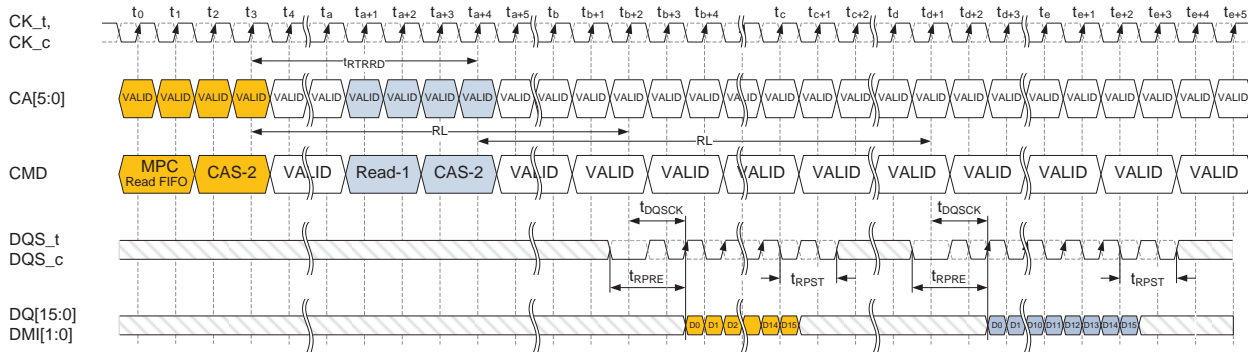 t0 t1 t2 t3 t4 ta ta+1 ta+2 ta+3 ta+4 ta+5 tb tb+1 tb+2 tb+3 tb+4 tc tc+1 tc+2 td td+1 td+2 td+3 te te+1 te+2 te+3 te+4 te+5
CK_t,
CK_c
tRTRRD
CA[5:0] VALID VALID VALID VALID VALID VALID VALID VALID VALID VALID VALID VALID VALID VALID VALID VALID VALID VALID VALID VALID VALID VALID VALID VALID VALID VALID VALID VALID VALID VALID
RL RL
CMD MPC Read FIFO CAS-2 VALID Read-1 CAS-2 VALID VALID VALID VALID VALID VALID VALID VALID VALID VALID
tDQSCK tDQSCK
DQS_t
DQS_c
tRPRE tRPST tRPRE tRPST
DQ[15:0]
DMI[1:0]
D0 D1 D2 D14 D15 D0 D1 D10 D11 D12 D13 D14 D15